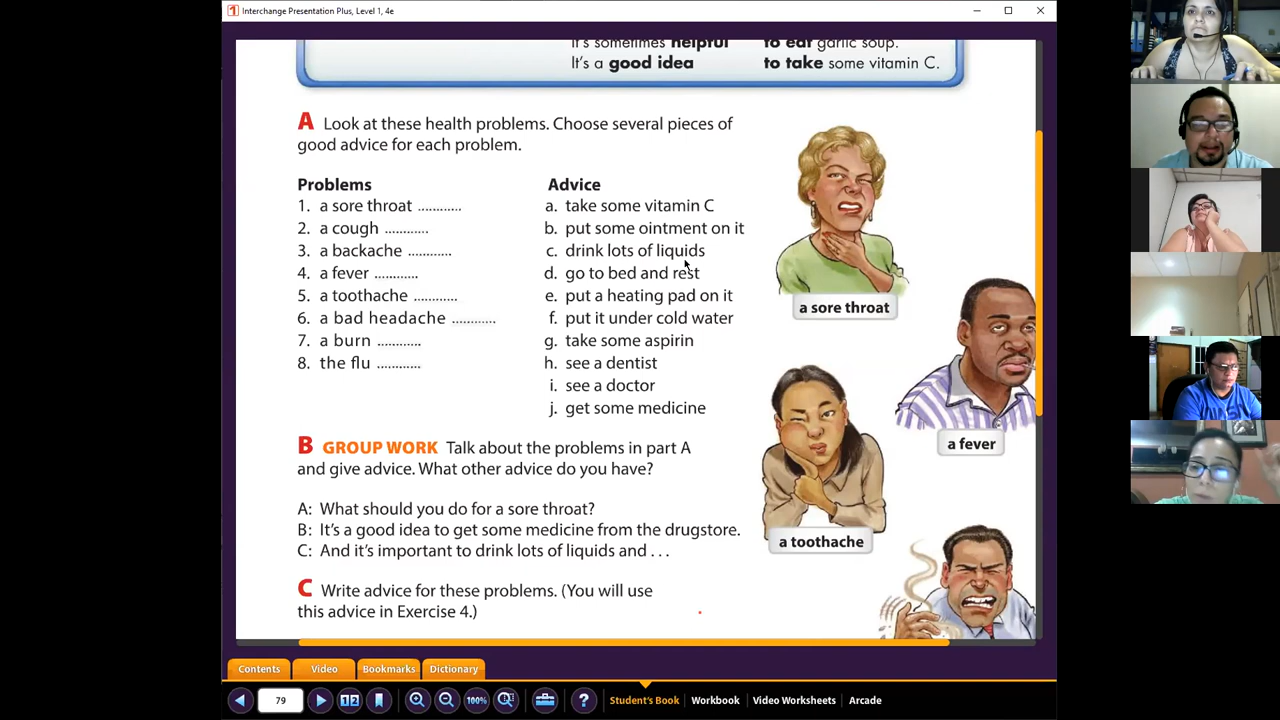 Interchange Presentation Plus, Level 1, 4e
It's sometimes helpful to eat garlic soup.
It's a good idea to take some vitamin C.
A Look at these health problems. Choose several pieces of
good advice for each problem.
Problems
1. a sore throat ............
2. a cough ............
3. a backache ............
4. a fever ............
5. a toothache ............
6. a bad headache ............
7. a burn ............
8. the flu ............
Advice
a. take some vitamin C
b. put some ointment on it
c. drink lots of liquids
d. go to bed and rest
e. put a heating pad on it
f. put it under cold water
g. take some aspirin
h. see a dentist
i. see a doctor
j. get some medicine
a sore throat
a fever
a toothache
B GROUP WORK Talk about the problems in part A
and give advice. What other advice do you have?
A: What should you do for a sore throat?
B: It's a good idea to get some medicine from the drugstore.
C: And it's important to drink lots of liquids and . . .
C Write advice for these problems. (You will use
this advice in Exercise 4.)
Contents Video Bookmarks Dictionary
79 1 2 100% ? Student's Book Workbook Video Worksheets Arcade